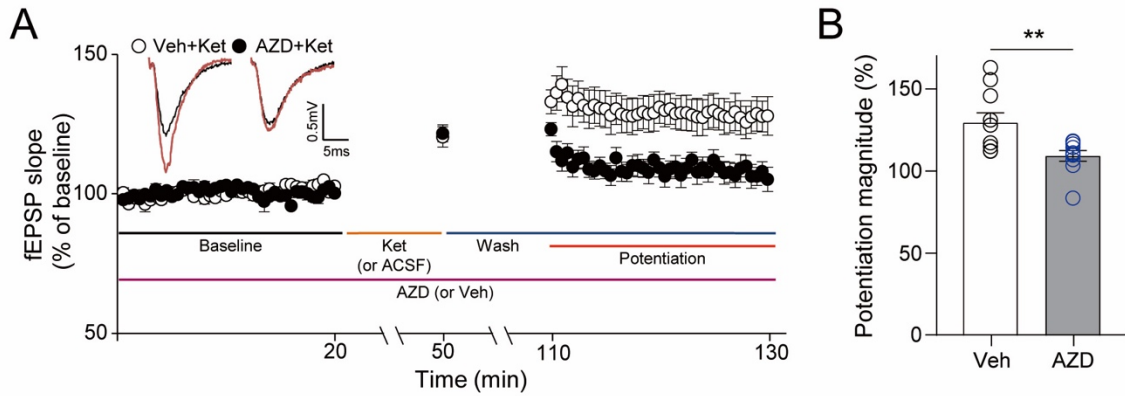 A
○ Veh+Ket ● AZD+Ket
150
100
50
fEPSP slope
(% of baseline)
0.5mV
5ms
Baseline
Ket
(or ACSF)
Wash
Potentiation
AZD (or Veh)
20
50
110
130
Time (min)
B
**
Potentiation magnitude (%)
150
100
50
0
Veh
AZD